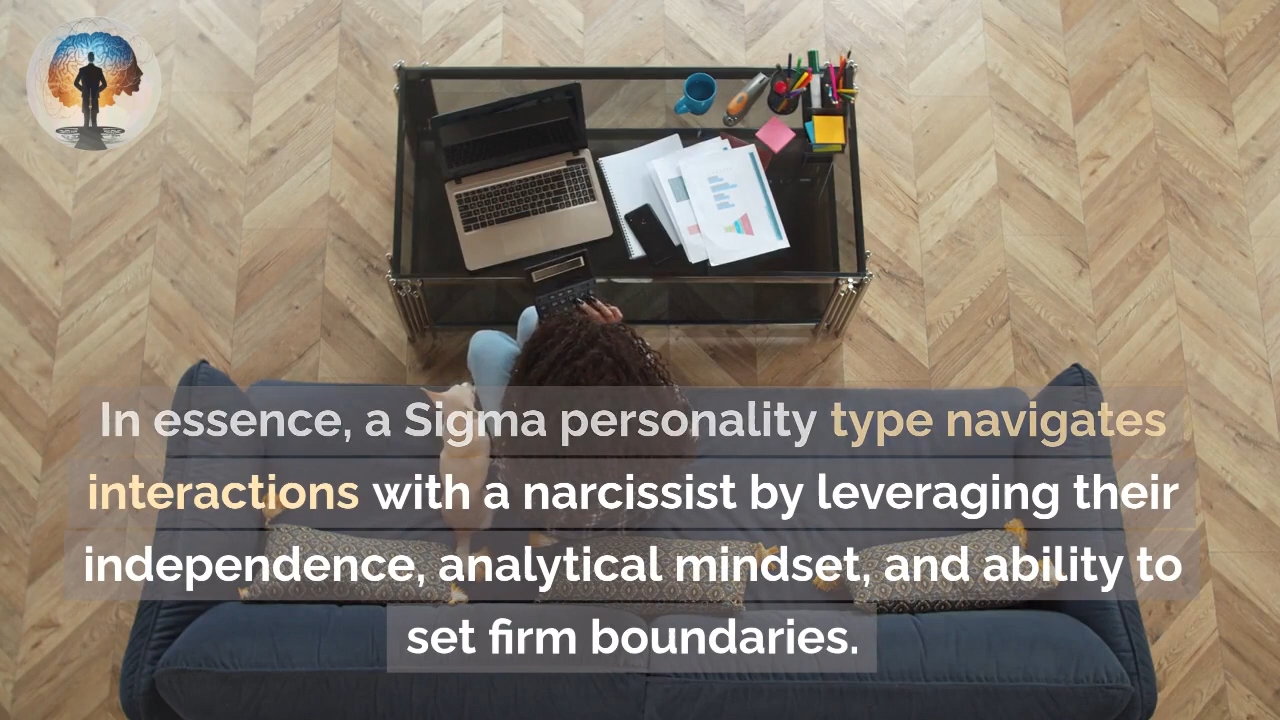 In essence, a Sigma personality type navigates
interactions with a narcissist by leveraging their
independence, analytical mindset, and ability to
set firm boundaries.